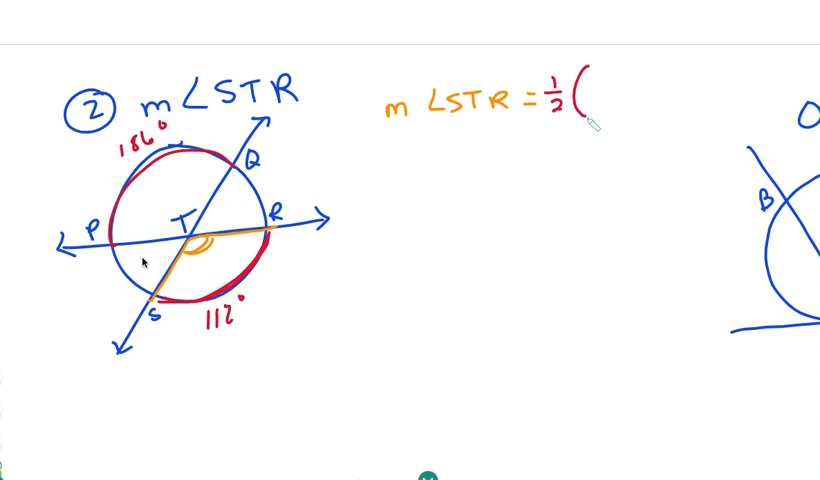 ② m∠STR
m ∠STR = 1/2 (
186°
Q
P
T
R
S
112°
B